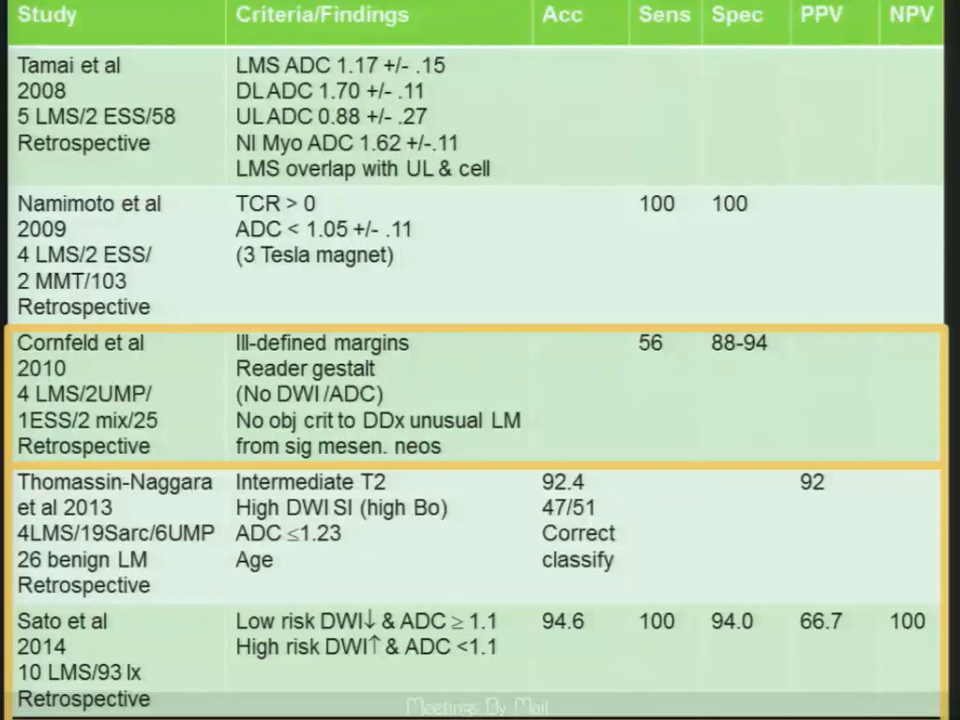 Study Criteria/Findings Acc Sens Spec PPV NPV
Tamai et al
2008
5 LMS/2 ESS/58
Retrospective
LMS ADC 1.17 +/- .15
DL ADC 1.70 +/- .11
UL ADC 0.88 +/- .27
Nl Myo ADC 1.62 +/-.11
LMS overlap with UL & cell
Namimoto et al
2009
4 LMS/2 ESS/
2 MMT/103
Retrospective
TCR > 0
ADC < 1.05 +/- .11
(3 Tesla magnet)
100
100
Cornfeld et al
2010
4 LMS/2UMP/
1ESS/2 mix/25
Retrospective
Ill-defined margins
Reader gestalt
(No DWI/ADC)
No obj crit to DDx unusual LM
from sig mesen. neos
56
88-94
Thomassin-Naggara
et al 2013
4LMS/19Sarc/6UMP
26 benign LM
Retrospective
Intermediate T2
High DWI SI (high Bo)
ADC ≤1.23
Age
92.4
47/51
Correct
classify
92
Sato et al
2014
10 LMS/93 lx
Retrospective
Low risk DWI↓ & ADC ≥ 1.1
High risk DWI↑ & ADC <1.1
94.6
100
94.0
66.7
100
Meetings By Mail